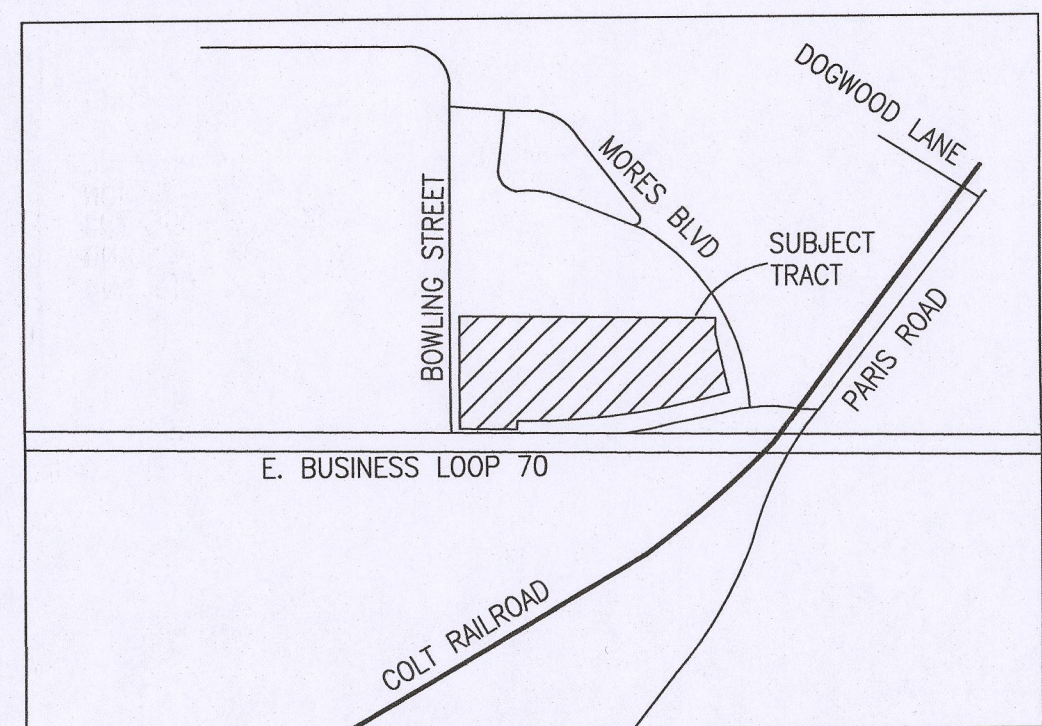 DOGWOOD LANE
MORES BLVD
BOWLING STREET
SUBJECT
TRACT
PARIS ROAD
E. BUSINESS LOOP 70
COLT RAILROAD